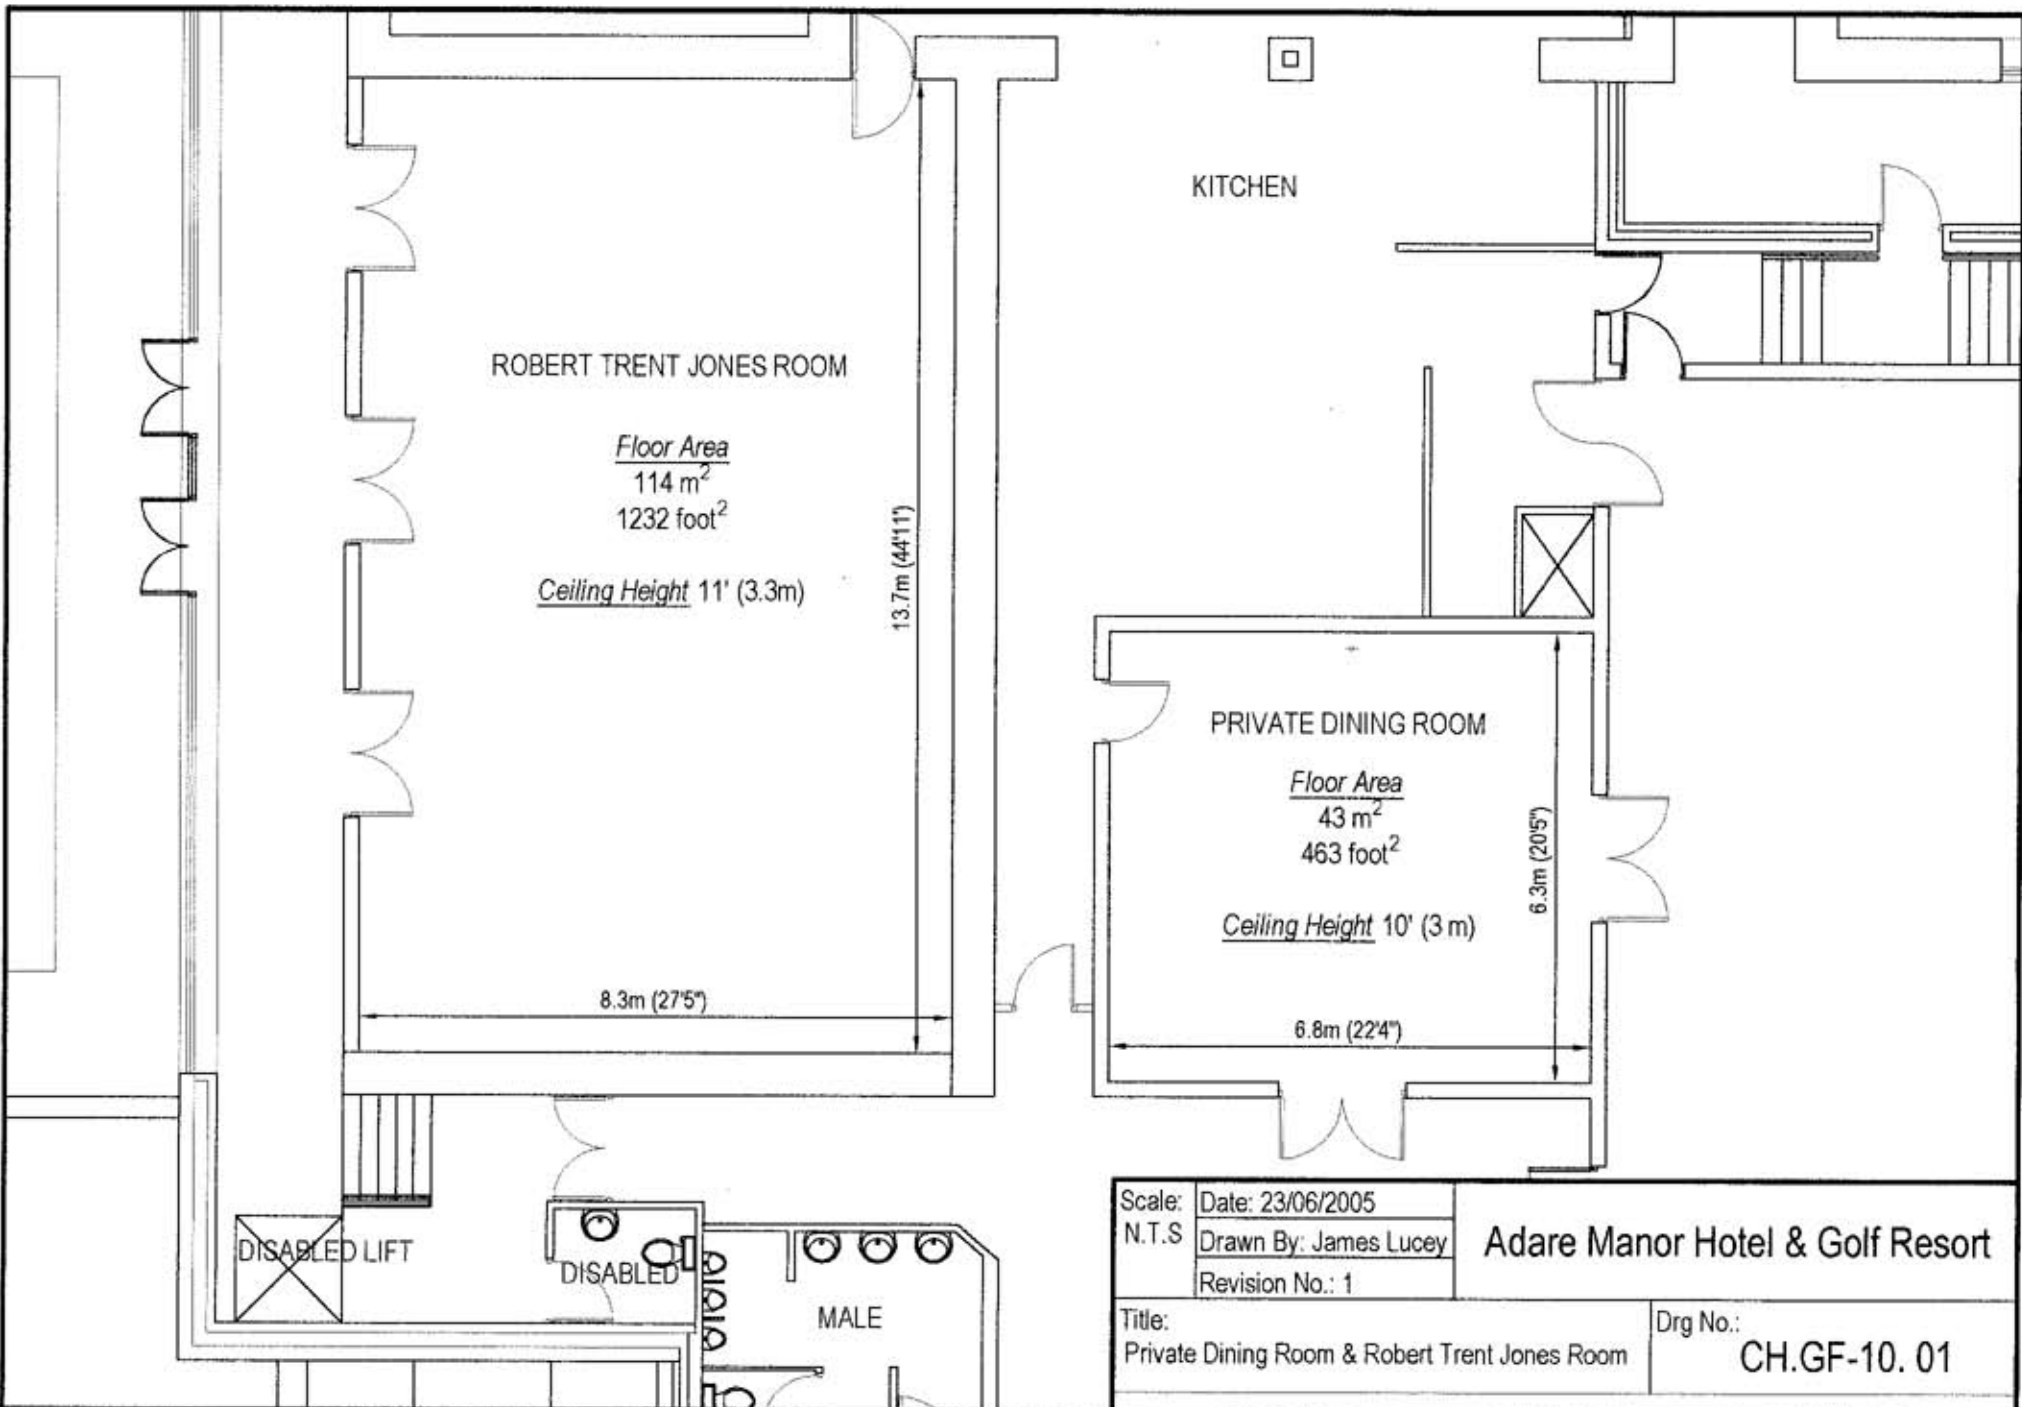 KITCHEN
ROBERT TRENT JONES ROOM
Floor Area
114 m²
1232 foot²
Ceiling Height 11' (3.3m)
13.7m (44'11")
8.3m (27'5")
PRIVATE DINING ROOM
Floor Area
43 m²
463 foot²
Ceiling Height 10' (3 m)
6.3m (20'5")
6.8m (22'4")
DISABLED LIFT
DISABLED
MALE
Scale:
N.T.S
Date: 23/06/2005
Drawn By: James Lucey
Revision No.: 1
Adare Manor Hotel & Golf Resort
Title:
Private Dining Room & Robert Trent Jones Room
Drg No.:
CH.GF-10. 01